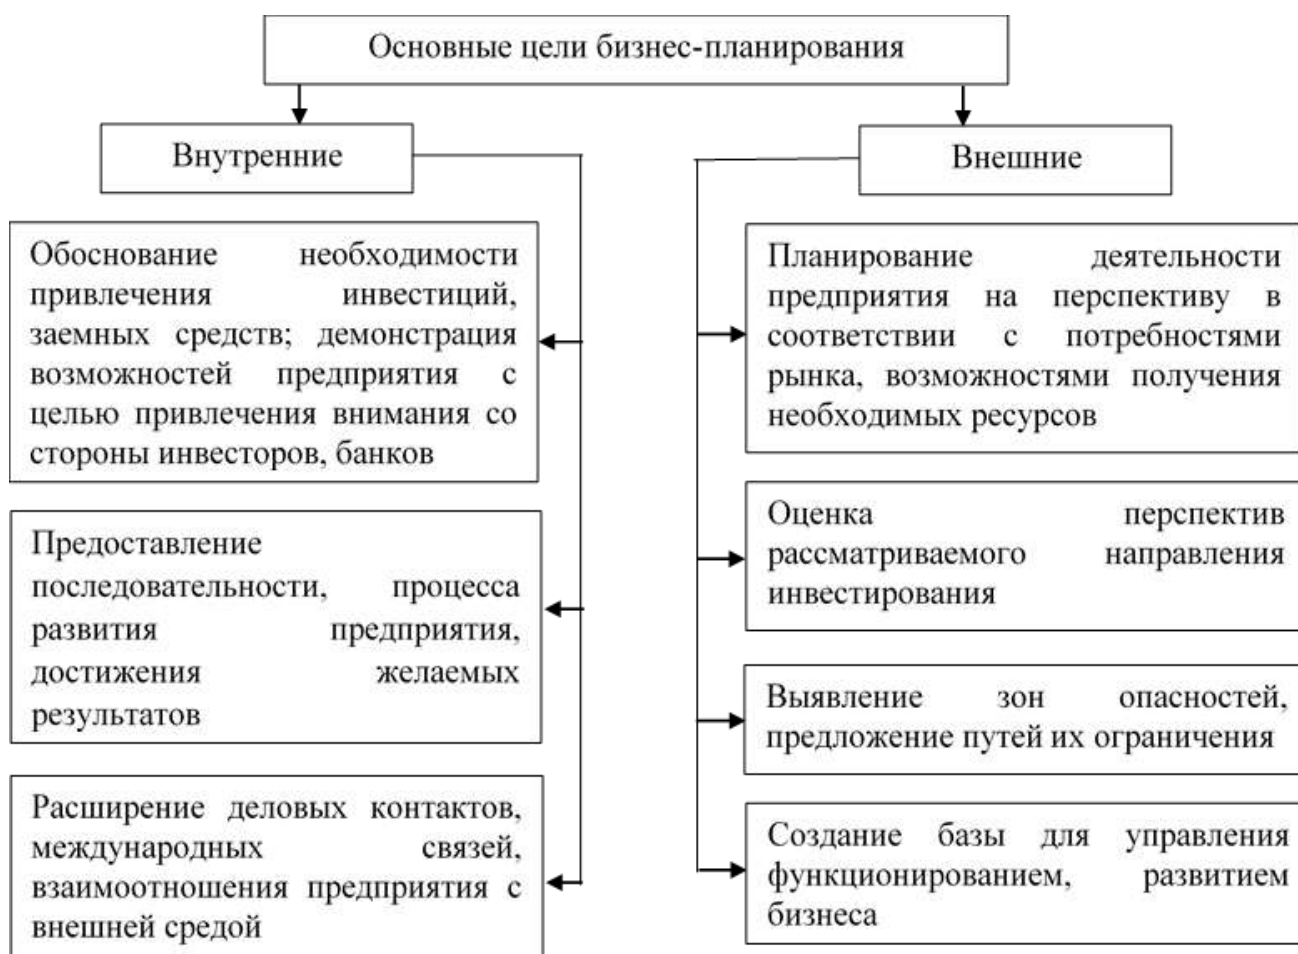 Основные цели бизнес-планирования
Внутренние
Обоснование необходимости
привлечения инвестиций,
заемных средств; демонстрация
возможностей предприятия с
целью привлечения внимания со
стороны инвесторов, банков
Предоставление
последовательности, процесса
развития предприятия,
достижения желаемых
результатов
Расширение деловых контактов,
международных связей,
взаимоотношения предприятия с
внешней средой
Внешние
Планирование деятельности
предприятия на перспективу в
соответствии с потребностями
рынка, возможностями получения
необходимых ресурсов
Оценка перспектив
рассматриваемого направления
инвестирования
Выявление зон опасностей,
предложение путей их ограничения
Создание базы для управления
функционированием, развитием
бизнеса